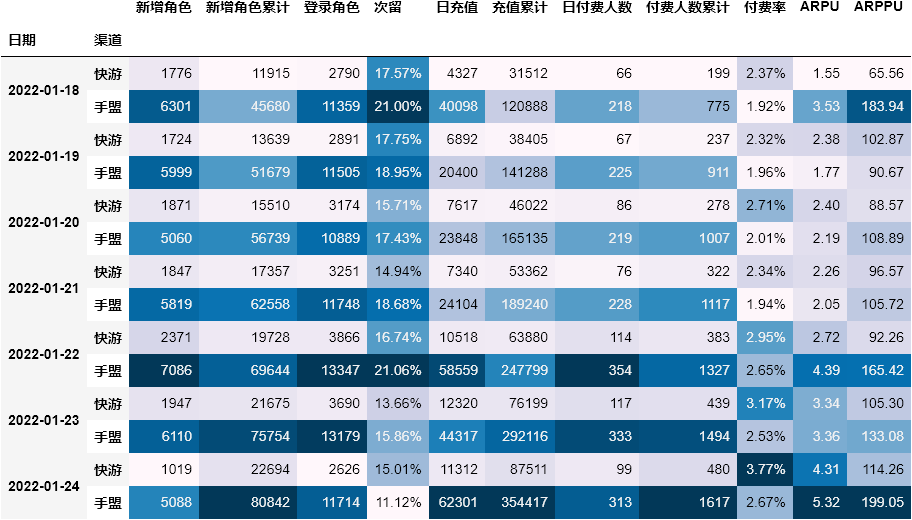 新增角色 新增角色累计 登录角色 次留 日充值 充值累计 日付费人数 付费人数累计 付费率 ARPU ARPPU
日期 渠道
2022-01-18 快游 1776 11915 2790 17.57% 4327 31512 66 199 2.37% 1.55 65.56
手盟 6301 45680 11359 21.00% 40098 120888 218 775 1.92% 3.53 183.94
2022-01-19 快游 1724 13639 2891 17.75% 6892 38405 67 237 2.32% 2.38 102.87
手盟 5999 51679 11505 18.95% 20400 141288 225 911 1.96% 1.77 90.67
2022-01-20 快游 1871 15510 3174 15.71% 7617 46022 86 278 2.71% 2.40 88.57
手盟 5060 56739 10889 17.43% 23848 165135 219 1007 2.01% 2.19 108.89
2022-01-21 快游 1847 17357 3251 14.94% 7340 53362 76 322 2.34% 2.26 96.57
手盟 5819 62558 11748 18.68% 24104 189240 228 1117 1.94% 2.05 105.72
2022-01-22 快游 2371 19728 3866 16.74% 10518 63880 114 383 2.95% 2.72 92.26
手盟 7086 69644 13347 21.06% 58559 247799 354 1327 2.65% 4.39 165.42
2022-01-23 快游 1947 21675 3690 13.66% 12320 76199 117 439 3.17% 3.34 105.30
手盟 6110 75754 13179 15.86% 44317 292116 333 1494 2.53% 3.36 133.08
2022-01-24 快游 1019 22694 2626 15.01% 11312 87511 99 480 3.77% 4.31 114.26
手盟 5088 80842 11714 11.12% 62301 354417 313 1617 2.67% 5.32 199.05